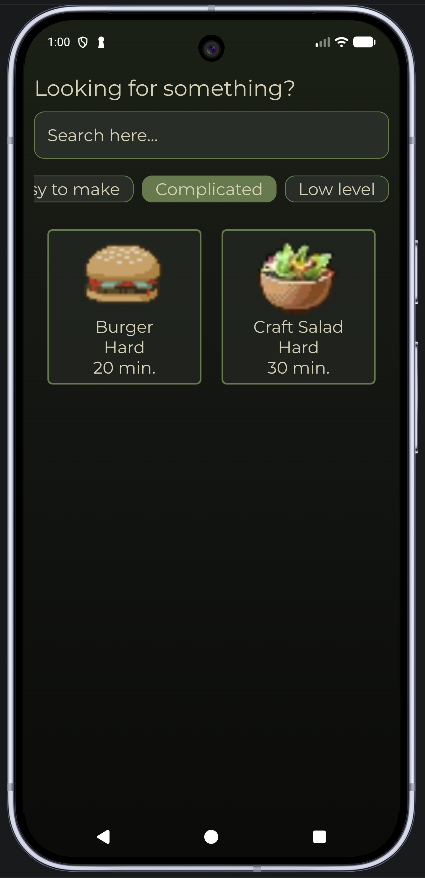 1:00
Looking for something?
Search here...
sy to make
Complicated
Low level
Burger
Hard
20 min.
Craft Salad
Hard
30 min.